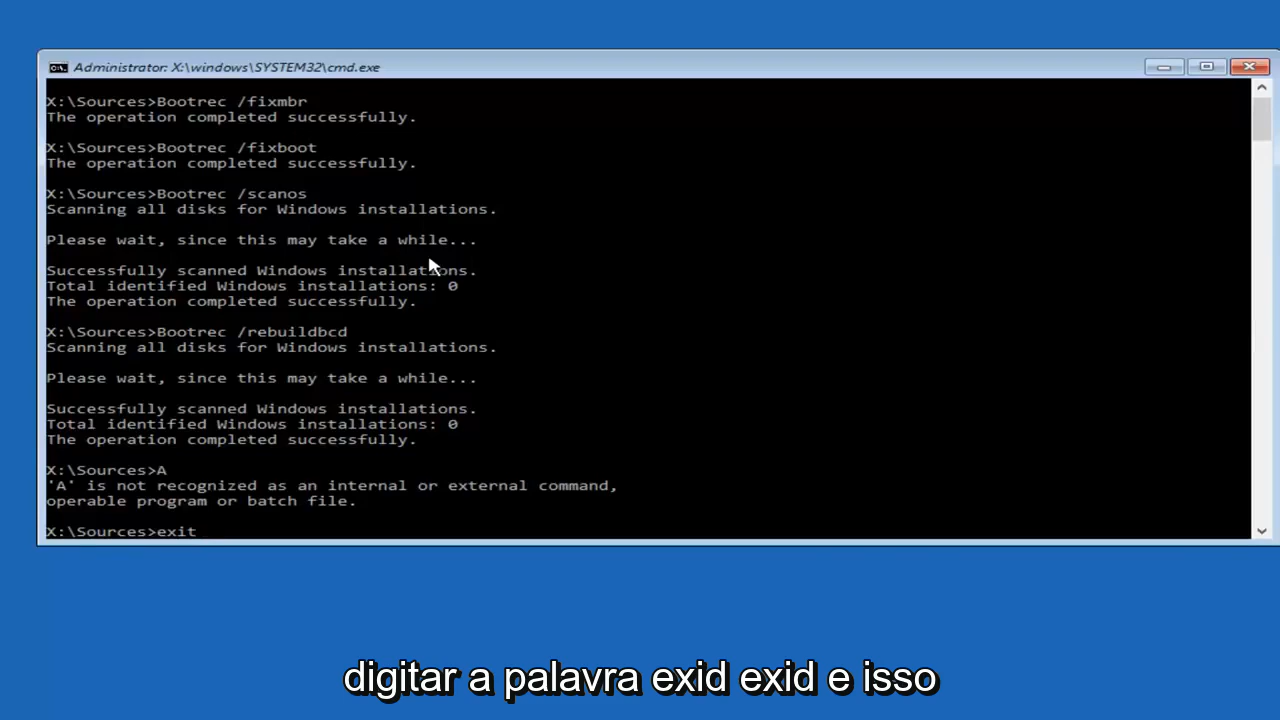 Administrator: X:\windows\SYSTEM32\cmd.exe
X:\Sources>Bootrec /fixmbr
The operation completed successfully.
X:\Sources>Bootrec /fixboot
The operation completed successfully.
X:\Sources>Bootrec /scanos
Scanning all disks for Windows installations.
Please wait, since this may take a while...
Successfully scanned Windows installations.
Total identified Windows installations: 0
The operation completed successfully.
X:\Sources>Bootrec /rebuildbcd
Scanning all disks for Windows installations.
Please wait, since this may take a while...
Successfully scanned Windows installations.
Total identified Windows installations: 0
The operation completed successfully.
X:\Sources>A
'A' is not recognized as an internal or external command,
operable program or batch file.
X:\Sources>exit
digitar a palavra exid exid e isso